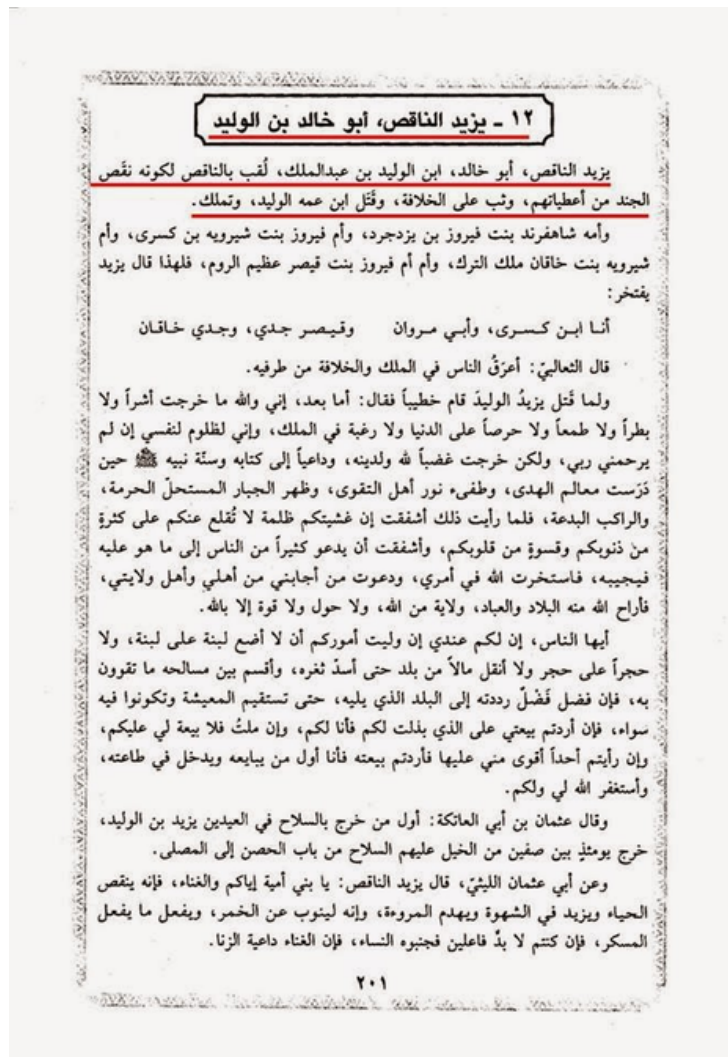 ١٢ ـ يزيد الناقص، أبو خالد بن الوليد
يزيد الناقص، أبو خالد، ابن الوليد بن عبدالملك، لُقب بالناقص لكونه نقَص
الجند من أعطياتهم، وثب على الخلافة، وقَتَل ابن عمه الوليد، وتملك.
وأمه شاهفرند بنت فيروز بن يزدجرد، وأم فيروز بنت شيرويه بن كسرى، وأم
شيرويه بنت خاقان ملك الترك، وأم أم فيروز بنت قيصر عظيم الروم، فلهذا قال يزيد
يفتخر:
أنا ابن كسرى، وأبي مروان وقيصر جدي، وجدي خاقان
قال الثعالبيّ: أعرَقُ الناس في الملك والخلافة من طرفيه.
ولما قَتل يزيدُ الوليدَ قام خطيباً فقال: أما بعد، إني والله ما خرجت أشراً ولا
بطراً ولا طمعاً ولا حرصاً على الدنيا ولا رغبة في الملك، وإني لظلوم لنفسي إن لم
يرحمني ربي، ولكن خرجت غضباً لله ولدينه، وداعياً إلى كتابه وسنّة نبيه ﷺ حين
دَرَست معالم الهدى، وطفىء نور أهل التقوى، وظهر الجبار المستحلّ الحرمة،
والراكب البدعة، فلما رأيت ذلك أشفقت إن غشيتكم ظلمة لا تُقلع عنكم على كثرةٍ
من ذنوبكم وقسوةٍ من قلوبكم، وأشفقت أن يدعو كثيراً من الناس إلى ما هو عليه
فيجيبه، فاستخرت الله في أمري، ودعوت من أجابني من أهلي وأهل ولايتي،
فأراح الله منه البلاد والعباد، ولاية من الله، ولا حول ولا قوة إلا بالله.
أيها الناس، إن لكم عندي إن وليت أموركم أن لا أضع لبنة على لبنة، ولا
حجراً على حجر ولا أنقل مالاً من بلد حتى أسدّ ثغره، وأقسم بين مسالحه ما تقوون
به، فإن فضل فَضْلٌ رددته إلى البلد الذي يليه، حتى تستقيم المعيشة وتكونوا فيه
سواء، فإن أردتم بيعتي على الذي بذلت لكم فأنا لكم، وإن ملتُ فلا بيعة لي عليكم،
وإن رأيتم أحداً أقوى مني عليها فأردتم بيعته فأنا أول من يبايعه ويدخل في طاعته،
وأستغفر الله لي ولكم.
وقال عثمان بن أبي العاتكة: أول من خرج بالسلاح في العيدين يزيد بن الوليد،
خرج يومئذٍ بين صفين من الخيل عليهم السلاح من باب الحصن إلى المصلى.
وعن أبي عثمان الليثيّ، قال يزيد الناقص: يا بني أمية إياكم والغناء، فإنه ينقص
الحياء ويزيد في الشهوة ويهدم المروءة، وإنه لينوب عن الخمر، ويفعل ما يفعل
المسكر، فإن كنتم لا بدَّ فاعلين فجنبوه النساء، فإن الغناء داعية الزنا.
٢٠١